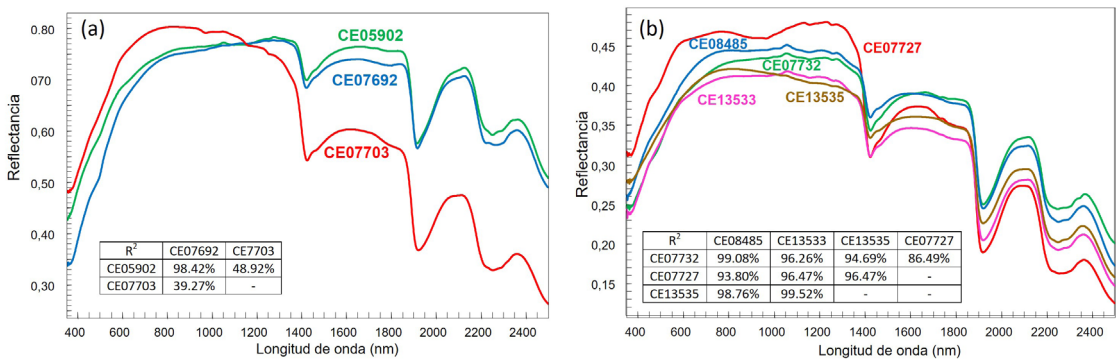 (a)
0.80
070
0,60
0,50
0,40
0,30
Reflectancia
CE05902
CE07692
CE07703
R2 CE07692 CE7703
CE05902 98.42% 48.92%
CE07703 39.27% -
400 600 800 1000 1200 1400 1600 1800 2000 2200 2400
Longitud de onda (nm)
(b)
0,45
0,40
0,35
0,30
0,25
0,20
0,15
Reflectancia
CE08485
CE07727
CE07732
CE13533
CE13535
R2 CE08485 CE13533 CE13535 CE07727
CE07732 99.08% 96.26% 94.69% 86.49%
CE07727 93.80% 96.47% 96.47% -
CE13535 98.76% 99.52% - -
400 600 800 1000 1200 1400 1600 1800 2000 2200 2400
Longitud de onda (nm)